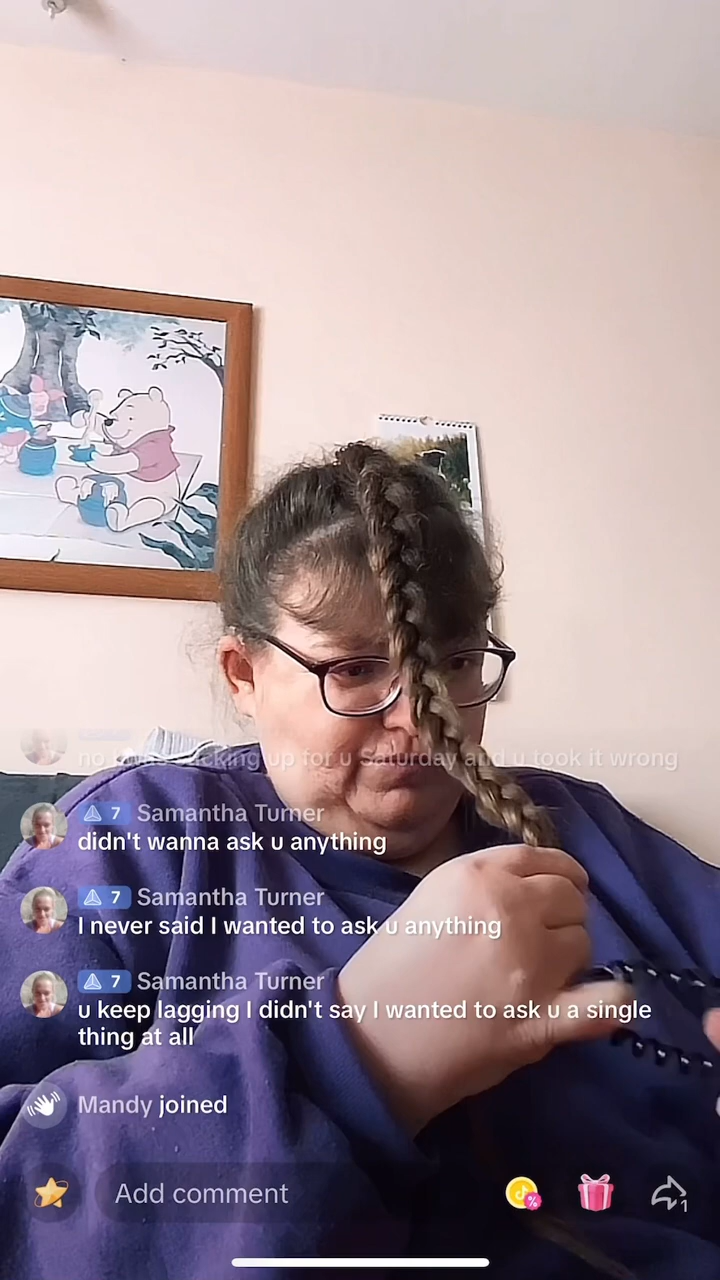 up for u Saturday and u took it wrong
7 Samantha Turner
didn't wanna ask u anything
7 Samantha Turner
I never said I wanted to ask u anything
7 Samantha Turner
u keep lagging I didn't say I wanted to ask u a single
thing at all
Mandy joined
Add comment
1